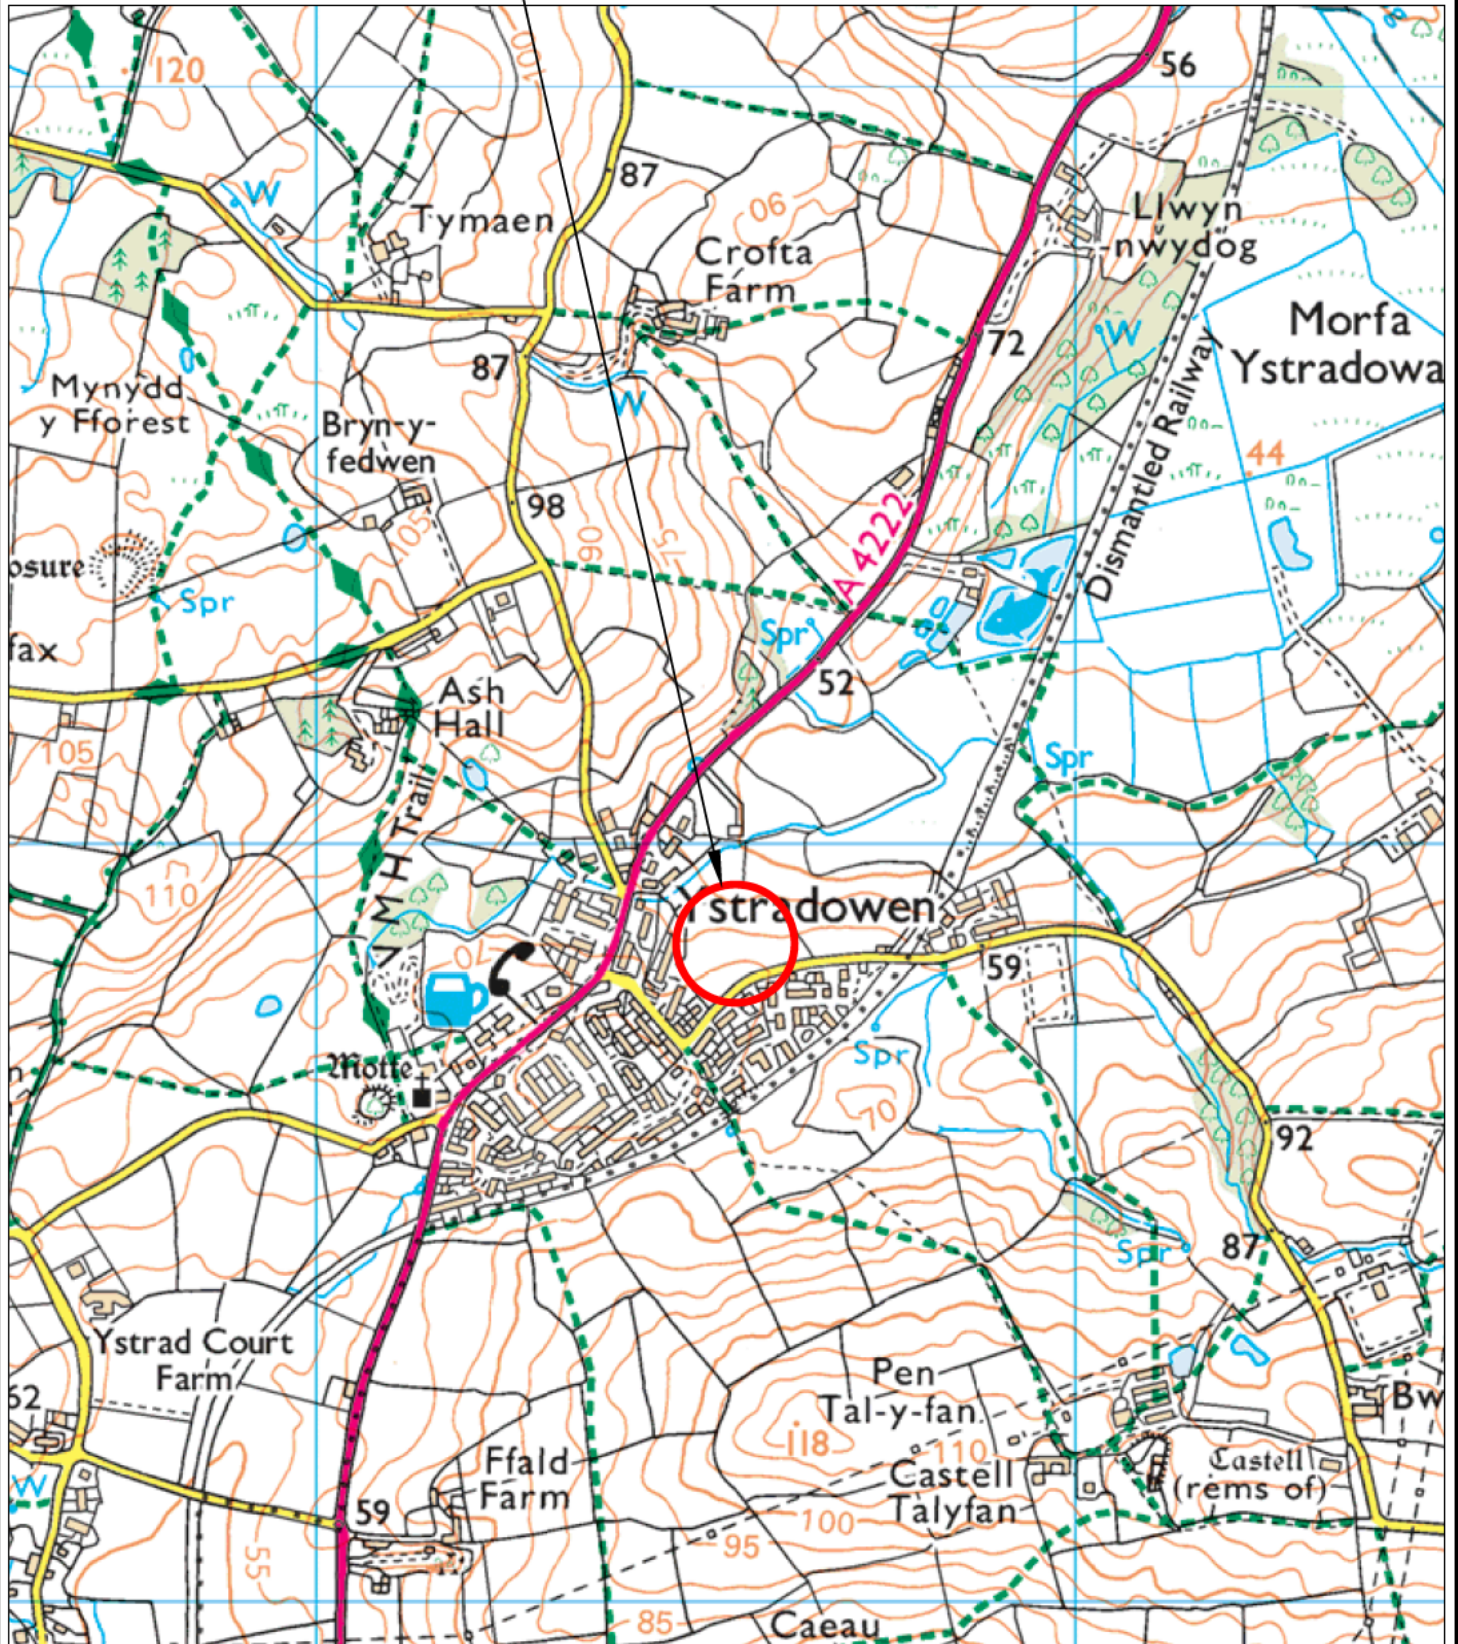 56
120
100
87
W
Tymaen
90
Llwyn
nwydog
Crofta
Farm
Morfa
Ystradowa
72
W
87
W
Mynydd
y Fforest
Bryn-y-
fedwen
Dismantled Railway
44
98
105
90
75
A 4222
osure
Spr
Spr
fax
52
Ash
Hall
105
Spr
V M H Trail
110
Ystradowen
70
59
Spr
Motte
n
70
92
87
Spr
Ystrad Court
Farm
62
Pen
Tal-y-fan
118
110
Bw
Ffald
Farm
Castell
Talyfan
Castell
(rems of)
W
59
100
95
55
85
Caeau